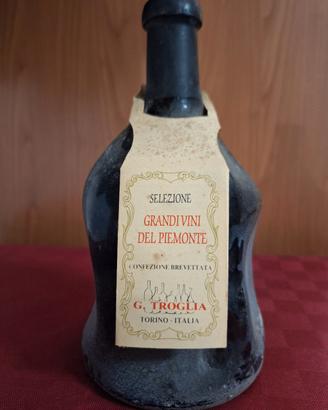 SELEZIONE
GRANDI VINI
DEL PIEMONTE
CONFEZIONE BREVETTATA
G. TROGLIA
TORINO - ITALIA